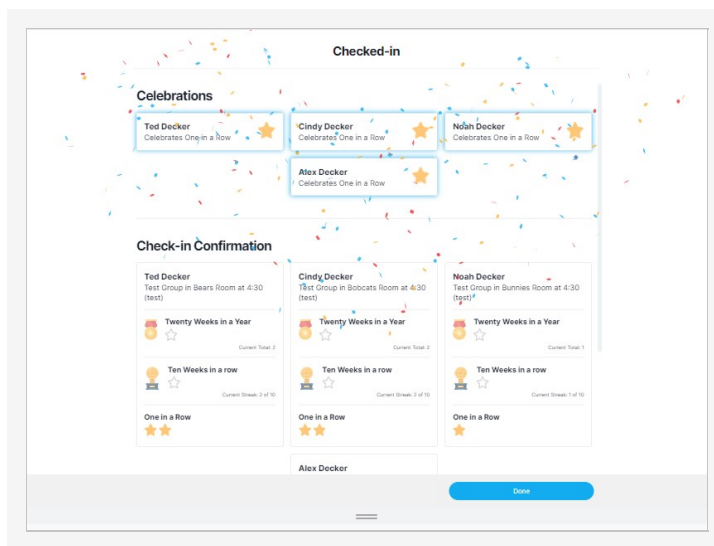 Checked-in
Celebrations
Ted Decker
Celebrates One in a Row
Cindy Decker
Celebrates One in a Row
Noah Decker
Celebrates One in a Row
Alex Decker
Celebrates One in a Row
Check-in Confirmation
Ted Decker
Test Group in Bears Room at 4:30
(test)
Twenty Weeks in a Year
Current Total: 2
Ten Weeks in a row
Current Streak: 2 of 10
One in a Row
Cindy Decker
Test Group in Bobcats Room at 4:30
(test)
Twenty Weeks in a Year
Current Total: 2
Ten Weeks in a row
Current Streak: 2 of 10
One in a Row
Noah Decker
Test Group in Bunnies Room at 4:30
(test)
Twenty Weeks in a Year
Current Total: 1
Ten Weeks in a row
Current Streak: 1 of 10
One in a Row
Alex Decker
Done